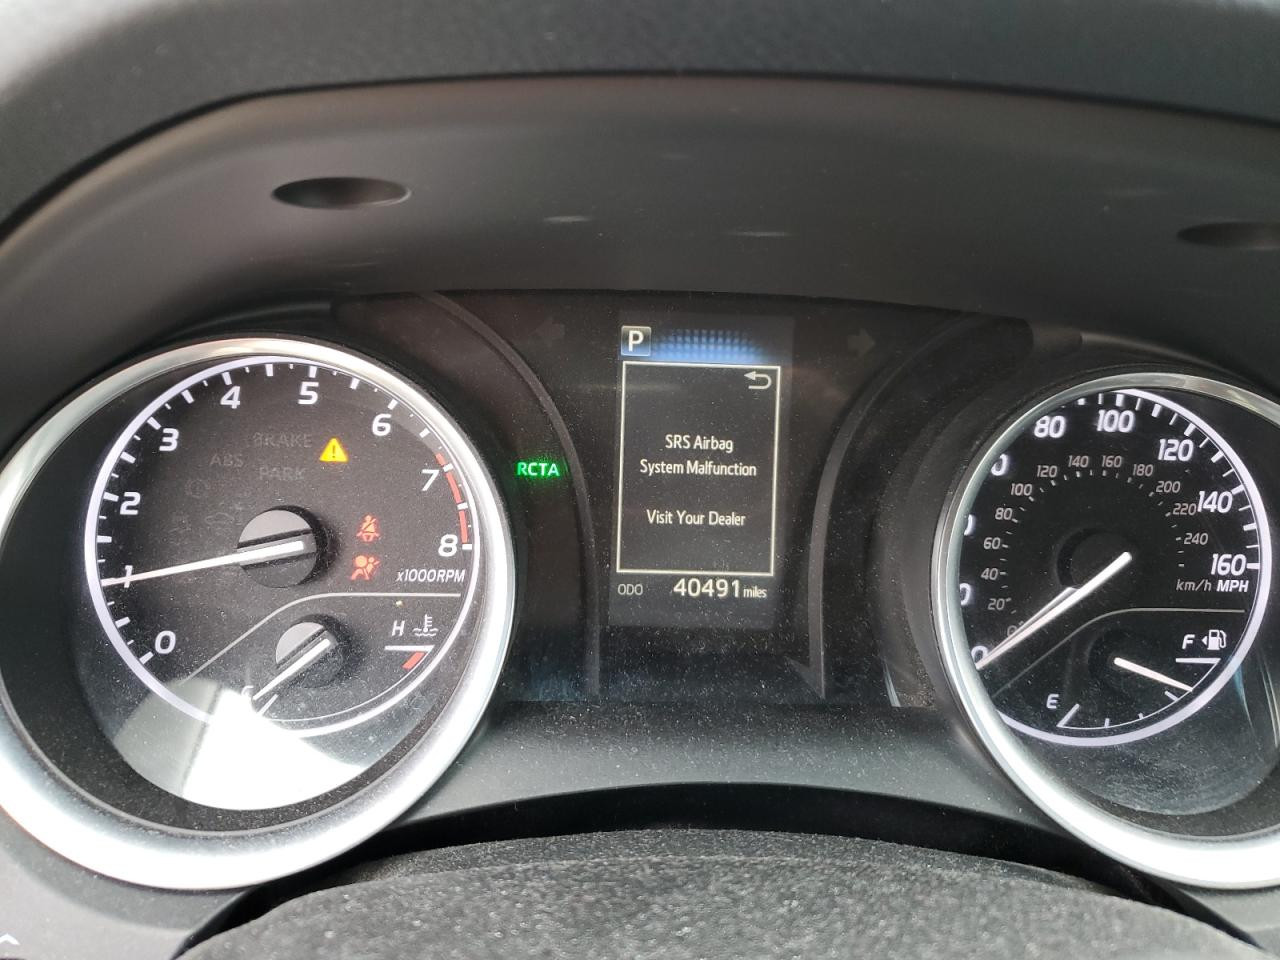 P
SRS Airbag
System Malfunction
Visit Your Dealer
ODO 40491 miles
RCTA
BRAKE
ABS
PARK
0
1
2
3
4
5
6
7
8
x1000RPM
H
C
80
100
120
140
160
km/h MPH
20
40
60
80
100
120
140
160
180
200
220
240
F
E